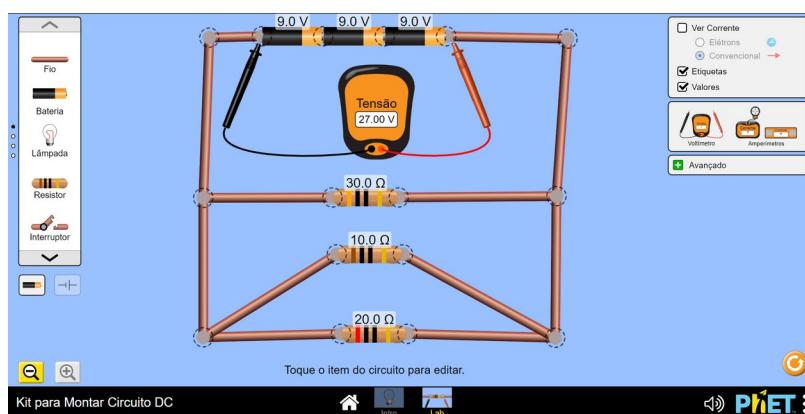 9.0 V 9.0 V 9.0 V
Ver Corrente
Elétrons
Convencional
Etiquetas
Valores
Fio
Bateria
Lâmpada
Resistor
Interruptor
Tensão
27.00 V
Voltímetro
Amperímetros
Avançado
30.0 Ω
10.0 Ω
20.0 Ω
Toque o item do circuito para editar.
Kit para Montar Circuito DC
Intro
Lab
PhET